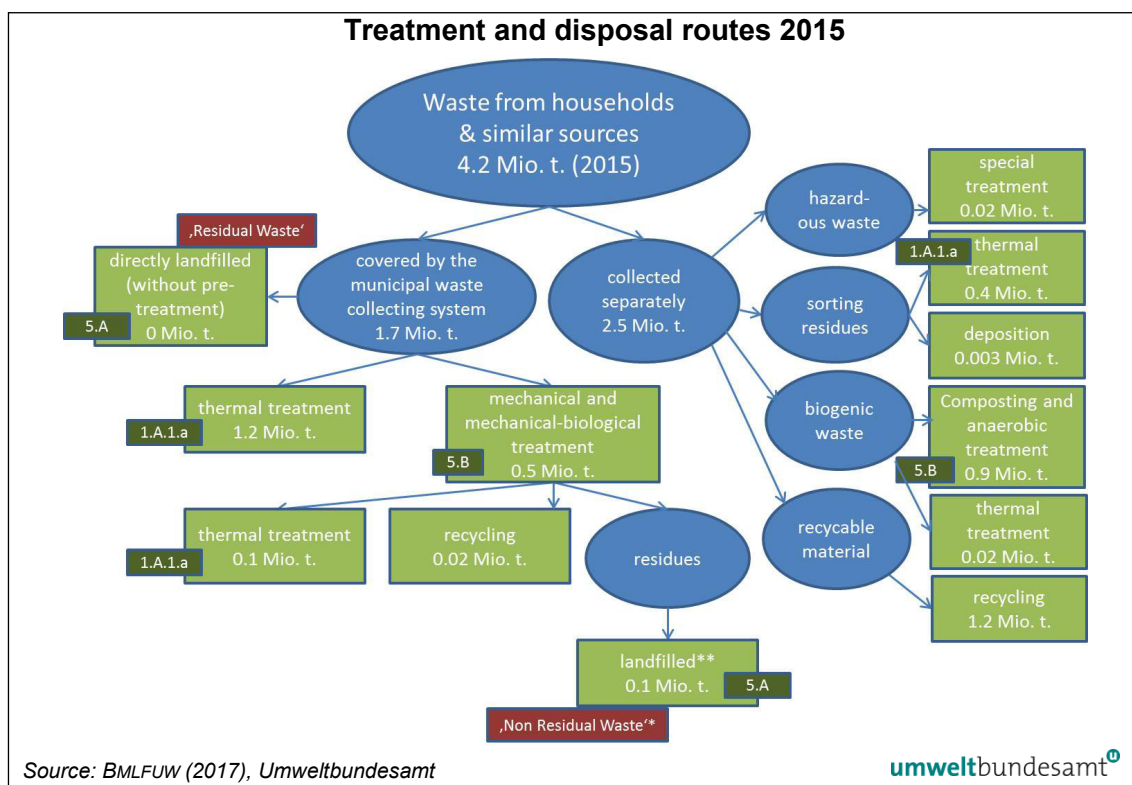 Treatment and disposal routes 2015
Waste from households
& similar sources
4.2 Mio. t. (2015)
‚Residual Waste‘
directly landfilled
(without pre-
treatment)
0 Mio. t.
5.A
covered by the
municipal waste
collecting system
1.7 Mio. t.
collected
separately
2.5 Mio. t.
hazard-
ous waste
special
treatment
0.02 Mio. t.
1.A.1.a
thermal
treatment
0.4 Mio. t.
sorting
residues
deposition
0.003 Mio. t.
thermal treatment
1.2 Mio. t.
1.A.1.a
mechanical and
mechanical-biological
treatment
0.5 Mio. t.
5.B
biogenic
waste
Composting and
anaerobic
treatment
0.9 Mio. t.
5.B
thermal treatment
0.1 Mio. t.
1.A.1.a
recycling
0.02 Mio. t.
residues
recycable
material
thermal
treatment
0.02 Mio. t.
recycling
1.2 Mio. t.
landfilled**
0.1 Mio. t.
5.A
‚Non Residual Waste‘*
Source: BMLFUW (2017), Umweltbundesamt
umweltbundesamt
u